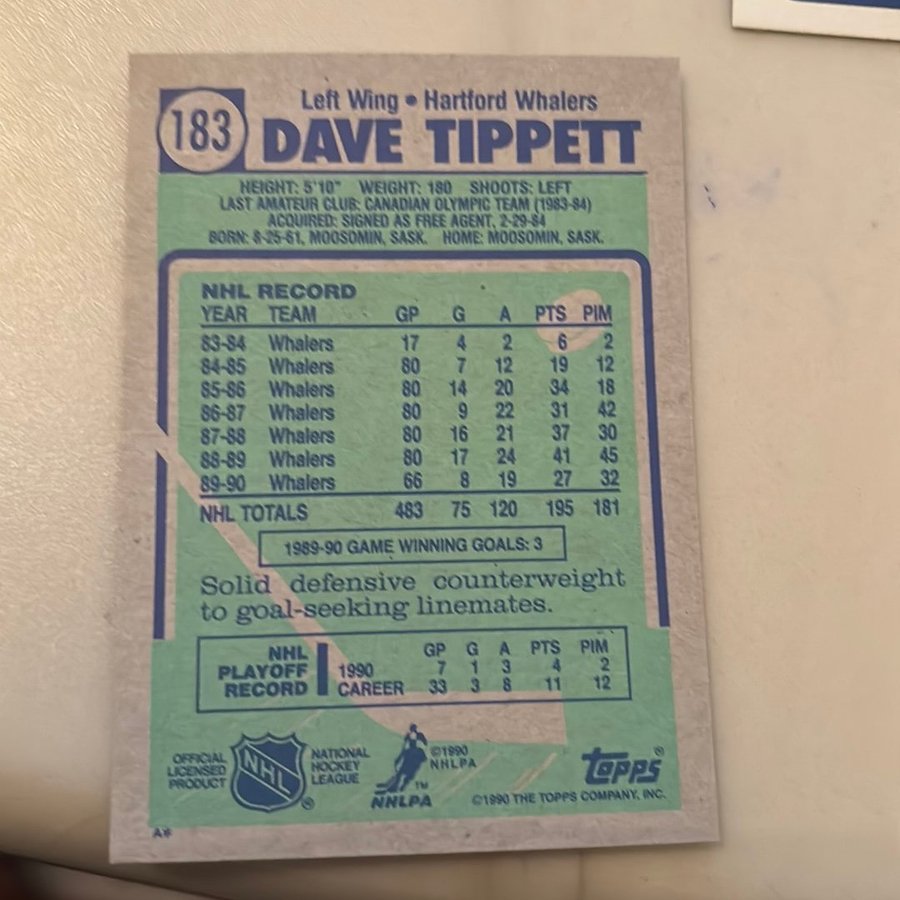 183
Left Wing • Hartford Whalers
DAVE TIPPETT
HEIGHT: 5'10" WEIGHT: 180 SHOOTS: LEFT
LAST AMATEUR CLUB: CANADIAN OLYMPIC TEAM (1983-84)
ACQUIRED: SIGNED AS FREE AGENT, 2-29-84
BORN: 8-25-61, MOOSOMIN, SASK. HOME: MOOSOMIN, SASK.
NHL RECORD
YEAR TEAM GP G A PTS PIM
83-84 Whalers 17 4 2 6 2
84-85 Whalers 80 7 12 19 12
85-86 Whalers 80 14 20 34 18
86-87 Whalers 80 9 22 31 42
87-88 Whalers 80 16 21 37 30
88-89 Whalers 80 17 24 41 45
89-90 Whalers 66 8 19 27 32
NHL TOTALS 483 75 120 195 181
1989-90 GAME WINNING GOALS: 3
Solid defensive counterweight
to goal-seeking linemates.
NHL PLAYOFF RECORD
GP G A PTS PIM
1990 7 1 3 4 2
CAREER 33 3 8 11 12
OFFICIAL
LICENSED
PRODUCT
NHL
®
NATIONAL
HOCKEY
LEAGUE
TM
NHLPA
©1990
NHLPA
topps®
©1990 THE TOPPS COMPANY, INC.
A*